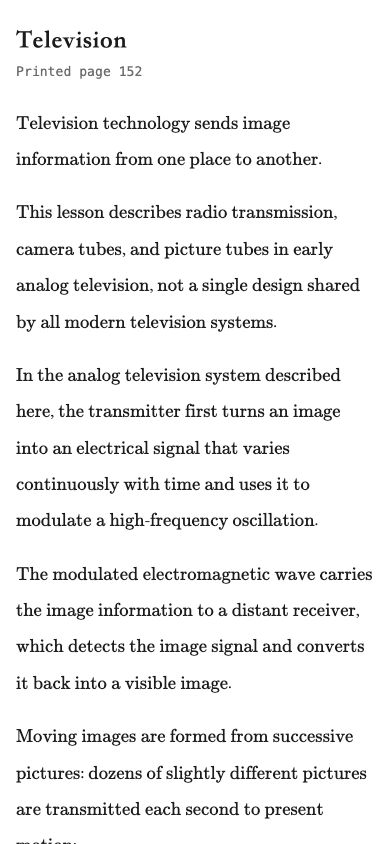 Television
Printed page 152
Television technology sends image
information from one place to another.
This lesson describes radio transmission,
camera tubes, and picture tubes in early
analog television, not a single design shared
by all modern television systems.
In the analog television system described
here, the transmitter first turns an image
into an electrical signal that varies
continuously with time and uses it to
modulate a high-frequency oscillation.
The modulated electromagnetic wave carries
the image information to a distant receiver,
which detects the image signal and converts
it back into a visible image.
Moving images are formed from successive
pictures: dozens of slightly different pictures
are transmitted each second to present